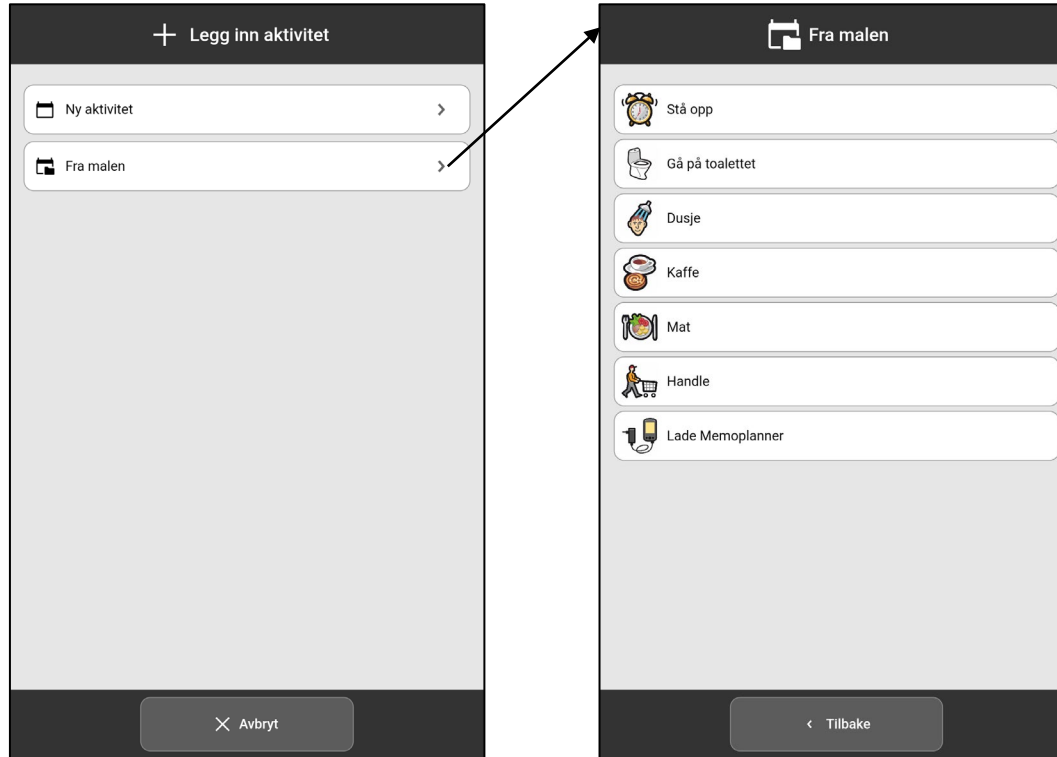 Legg inn aktivitet
Ny aktivitet
Fra malen
Avbryt
Fra malen
Stå opp
Gå på toalettet
Dusje
Kaffe
Mat
Handle
Lade Memoplanner
Tilbake